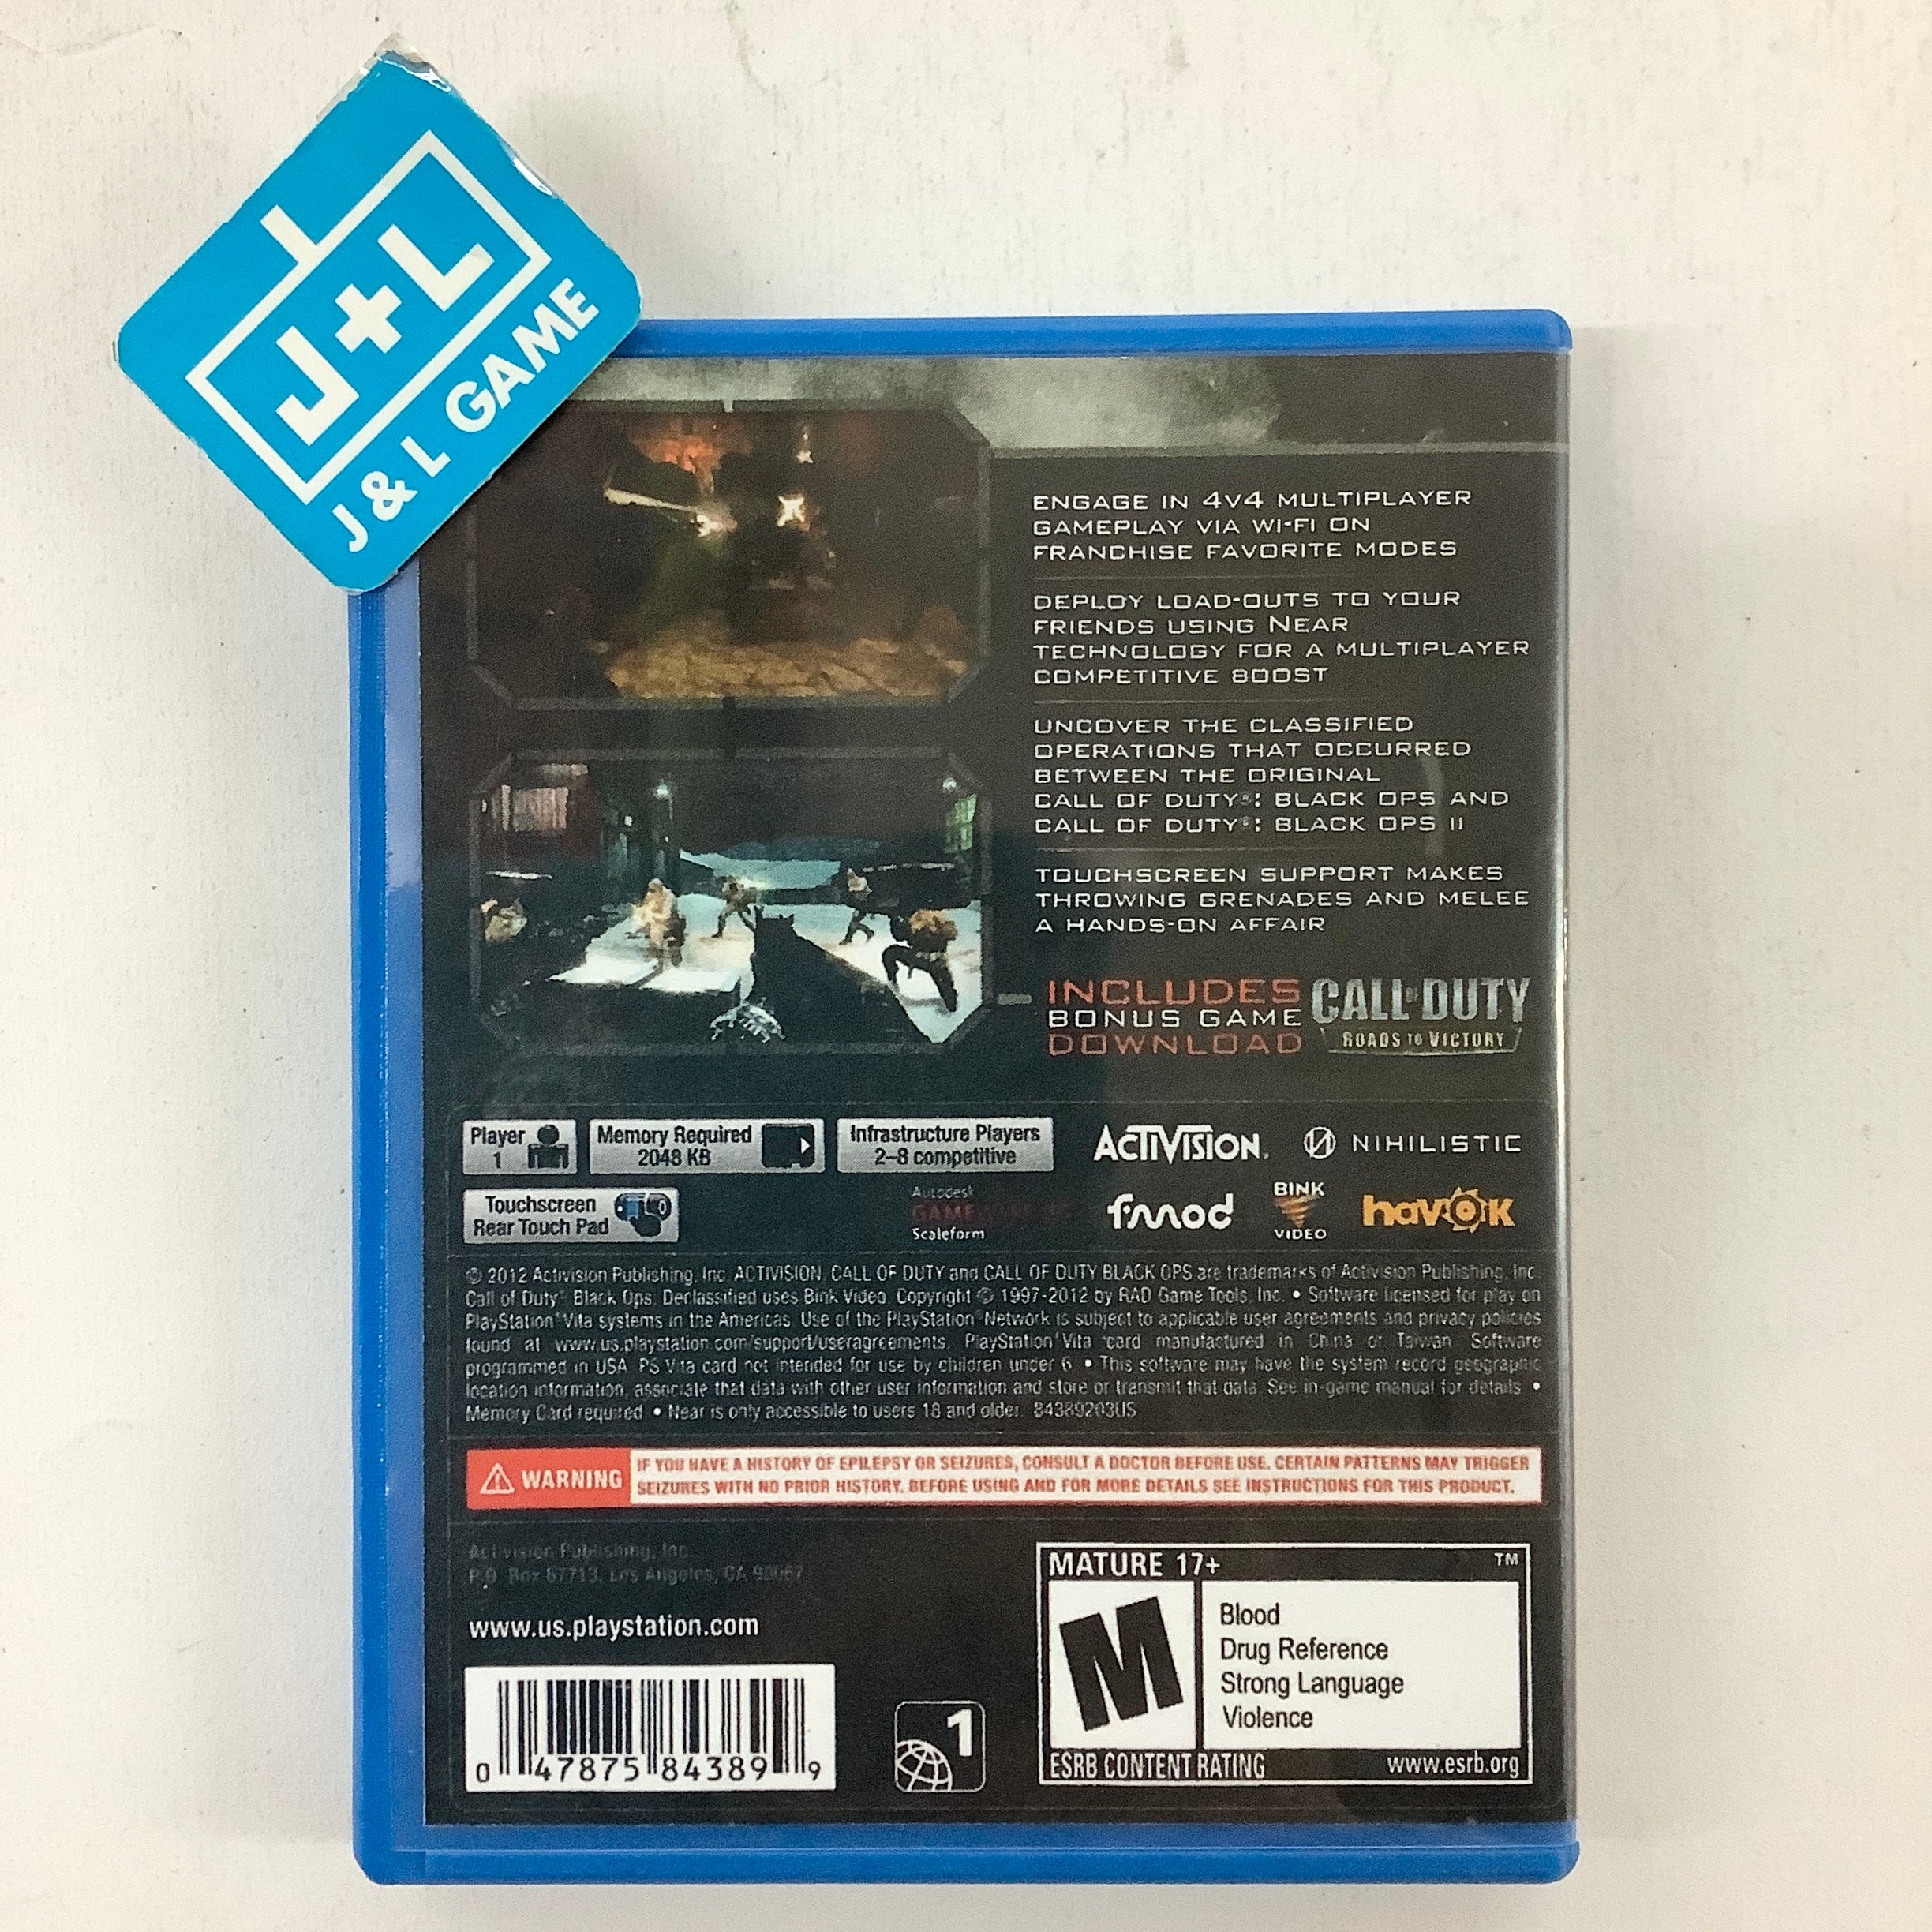 J+L
J & L GAME
ENGAGE IN 4V4 MULTIPLAYER
GAMEPLAY VIA WI-FI ON
FRANCHISE FAVORITE MODES
DEPLOY LOAD-OUTS TO YOUR
FRIENDS USING NEAR
TECHNOLOGY FOR A MULTIPLAYER
COMPETITIVE BOOST
UNCOVER THE CLASSIFIED
OPERATIONS THAT OCCURRED
BETWEEN THE ORIGINAL
CALL OF DUTY®: BLACK OPS AND
CALL OF DUTY®: BLACK OPS II
TOUCHSCREEN SUPPORT MAKES
THROWING GRENADES AND MELEE
A HANDS-ON AFFAIR
INCLUDES
BONUS GAME
DOWNLOAD
CALL OF DUTY
ROADS TO VICTORY
Player
1
Memory Required
2048 KB
Infrastructure Players
2–8 competitive
ACTIVISION.
NIHILISTIC
Touchscreen
Rear Touch Pad
Autodesk
GAMEWARE
Scaleform
fmod
BINK
VIDEO
havok
© 2012 Activision Publishing, Inc. ACTIVISION, CALL OF DUTY and CALL OF DUTY BLACK OPS are trademarks of Activision Publishing, Inc.
Call of Duty® Black Ops: Declassified uses Bink Video. Copyright © 1997-2012 by RAD Game Tools, Inc. • Software licensed for play on
PlayStation®Vita systems in the Americas. Use of the PlayStation®Network is subject to applicable user agreements and privacy policies
found at www.us.playstation.com/support/useragreements. PlayStation®Vita card manufactured in China or Taiwan. Software
programmed in USA. PS Vita card not intended for use by children under 6. • This software may have the system record geographic
location information, associate that data with other user information and store or transmit that data. See in-game manual for details. •
Memory Card required. • Near is only accessible to users 18 and older. 84389203US
WARNING
IF YOU HAVE A HISTORY OF EPILEPSY OR SEIZURES, CONSULT A DOCTOR BEFORE USE. CERTAIN PATTERNS MAY TRIGGER
SEIZURES WITH NO PRIOR HISTORY. BEFORE USING AND FOR MORE DETAILS SEE INSTRUCTIONS FOR THIS PRODUCT.
Activision Publishing, Inc.
P.O. Box 67713, Los Angeles, CA 90067
www.us.playstation.com
0 47875 84389 9
1
MATURE 17+ ™
M
Blood
Drug Reference
Strong Language
Violence
ESRB CONTENT RATING www.esrb.org